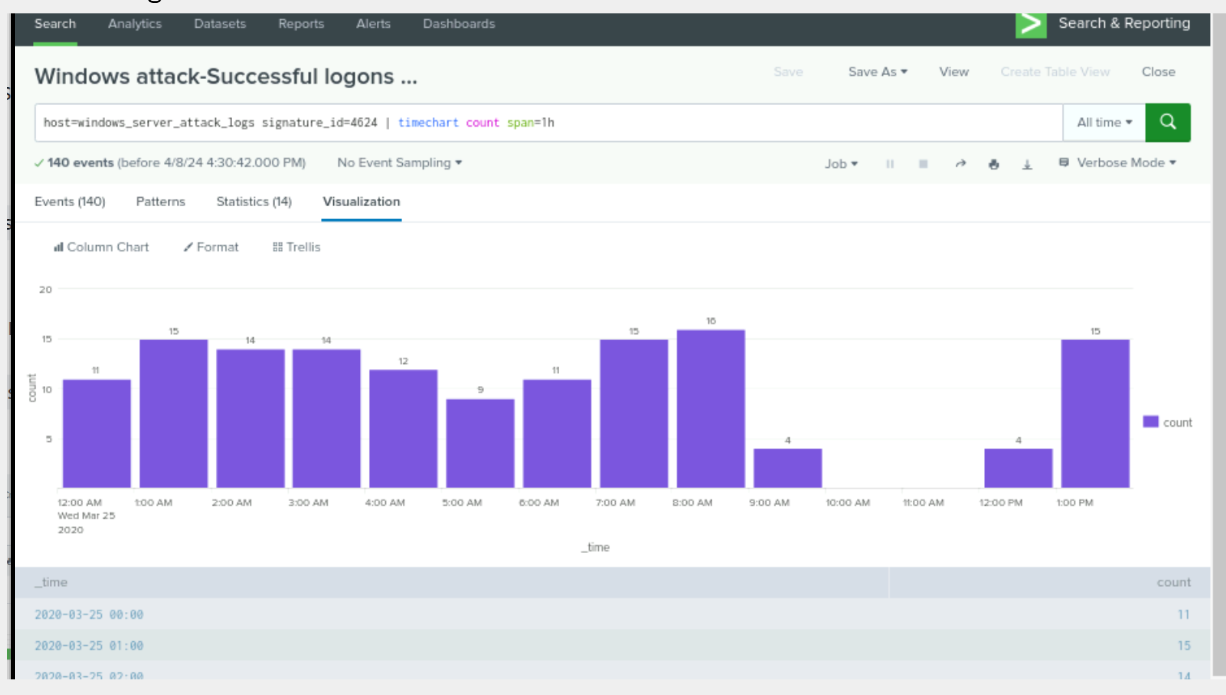 Search Analytics Datasets Reports Alerts Dashboards Search & Reporting
Windows attack-Successful logons ... Save Save As View Create Table View Close
host=windows_server_attack_logs signature_id=4624 | timechart count span=1h All time
140 events (before 4/8/24 4:30:42.000 PM) No Event Sampling Job Verbose Mode
Events (140) Patterns Statistics (14) Visualization
Column Chart Format Trellis
20
15
10
5
count
11 15 14 14 12 9 11 15 16 4 4 15
count
12:00 AM 1:00 AM 2:00 AM 3:00 AM 4:00 AM 5:00 AM 6:00 AM 7:00 AM 8:00 AM 9:00 AM 10:00 AM 11:00 AM 12:00 PM 1:00 PM
Wed Mar 25
2020
_time
_time count
2020-03-25 00:00 11
2020-03-25 01:00 15
2020-03-25 02:00 14